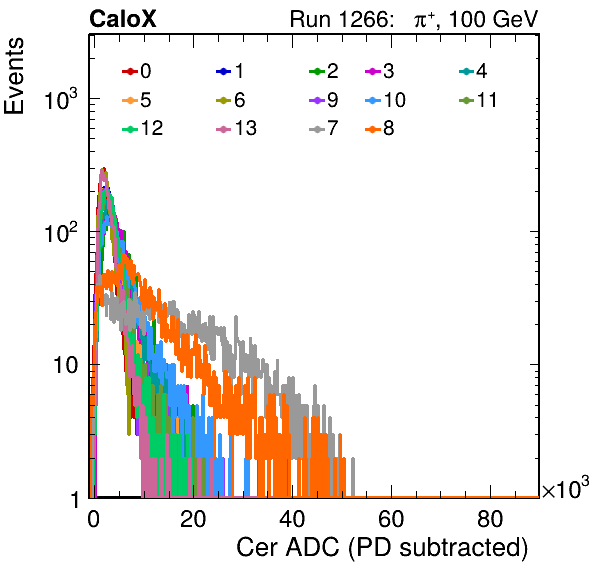 CaloX Run 1266: π⁺, 100 GeV
Events
0 1 2 3 4
5 6 9 10 11
12 13 7 8
10³
10²
10
1
0 20 40 60 80 ×10³
Cer ADC (PD subtracted)